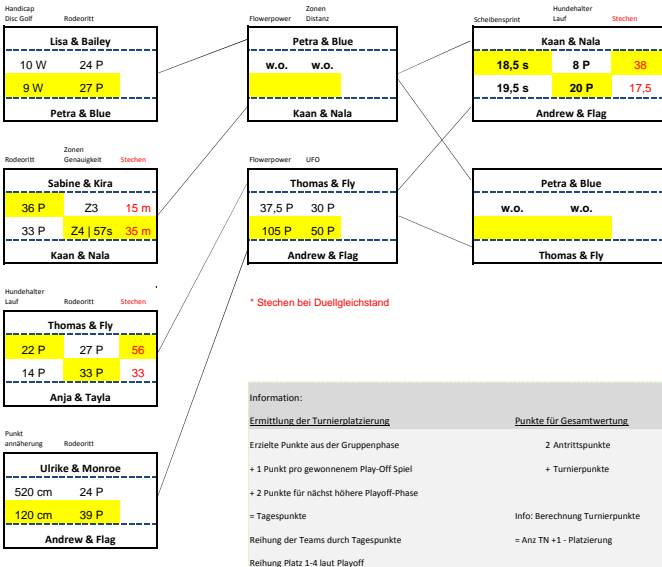 Handicap
Disc Golf Rodeoritt
Lisa & Bailey
10 W 24 P
9 W 27 P
Petra & Blue
Zonen
Rodeoritt Genauigkeit Stechen
Sabine & Kira
36 P Z3 15 m
33 P Z4 | 57s 35 m
Kaan & Nala
Hundehalter
Lauf Rodeoritt Stechen
Thomas & Fly
22 P 27 P 56
14 P 33 P 33
Anja & Tayla
Punkt
annäherung Rodeoritt
Ulrike & Monroe
520 cm 24 P
120 cm 39 P
Andrew & Flag
Zonen
Flowerpower Distanz
Petra & Blue
w.o. w.o.
Kaan & Nala
Flowerpower UFO
Thomas & Fly
37,5 P 30 P
105 P 50 P
Andrew & Flag
Hundehalter
Scheibensprint Lauf Stechen
Kaan & Nala
18,5 s 8 P 38
19,5 s 20 P 17,5
Andrew & Flag
Petra & Blue
w.o. w.o.
Thomas & Fly
* Stechen bei Duellgleichstand
Information:
Ermittlung der Turnierplatzierung Punkte für Gesamtwertung
Erzielte Punkte aus der Gruppenphase 2 Antrittspunkte
+ 1 Punkt pro gewonnenem Play-Off Spiel + Turnierpunkte
+ 2 Punkte für nächst höhere Playoff-Phase
= Tagespunkte Info: Berechnung Turnierpunkte
Reihung der Teams durch Tagespunkte = Anz TN +1 - Platzierung
Reihung Platz 1-4 laut Playoff